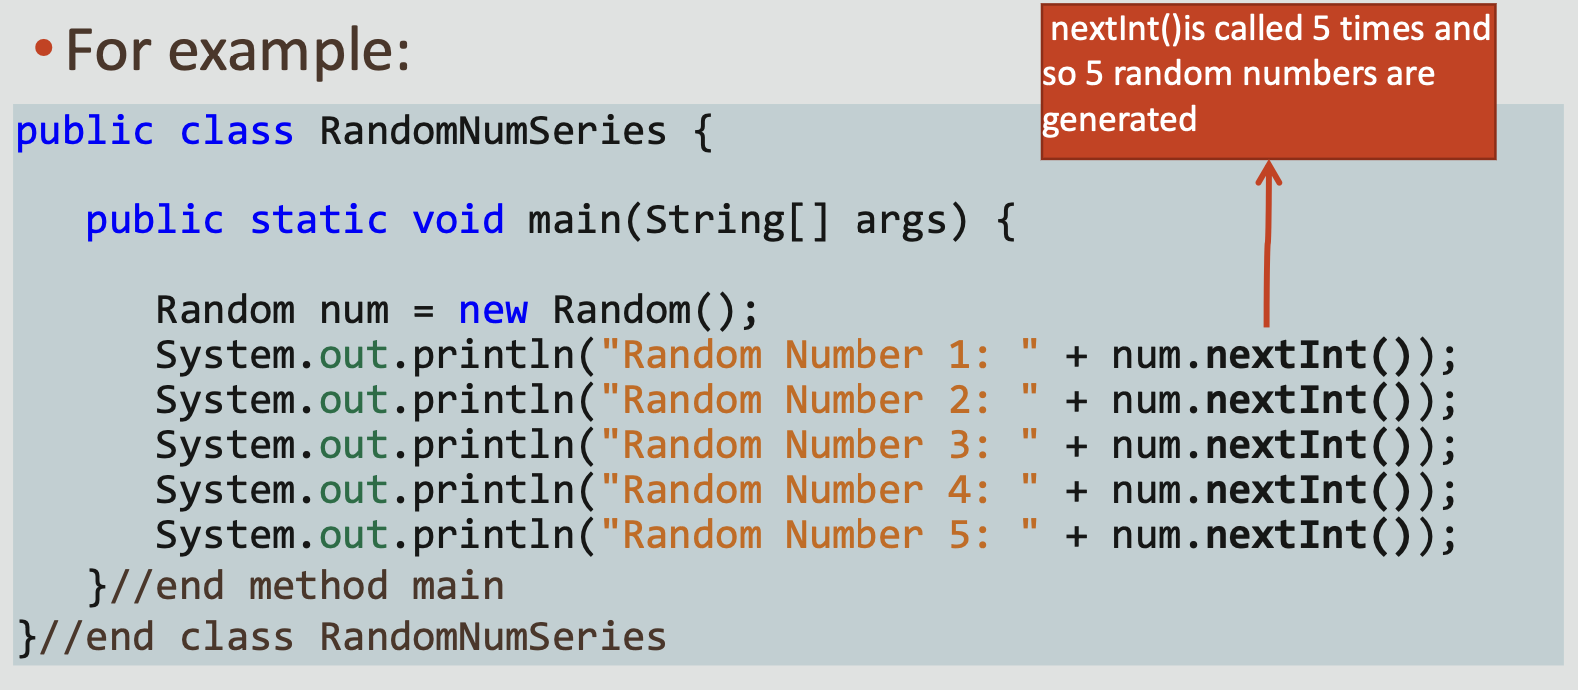 • For example:
nextInt()is called 5 times and
so 5 random numbers are
generated
public class RandomNumSeries {
public static void main(String[] args) {
Random num = new Random();
System.out.println("Random Number 1: " + num.nextInt());
System.out.println("Random Number 2: " + num.nextInt());
System.out.println("Random Number 3: " + num.nextInt());
System.out.println("Random Number 4: " + num.nextInt());
System.out.println("Random Number 5: " + num.nextInt());
}//end method main
}//end class RandomNumSeries